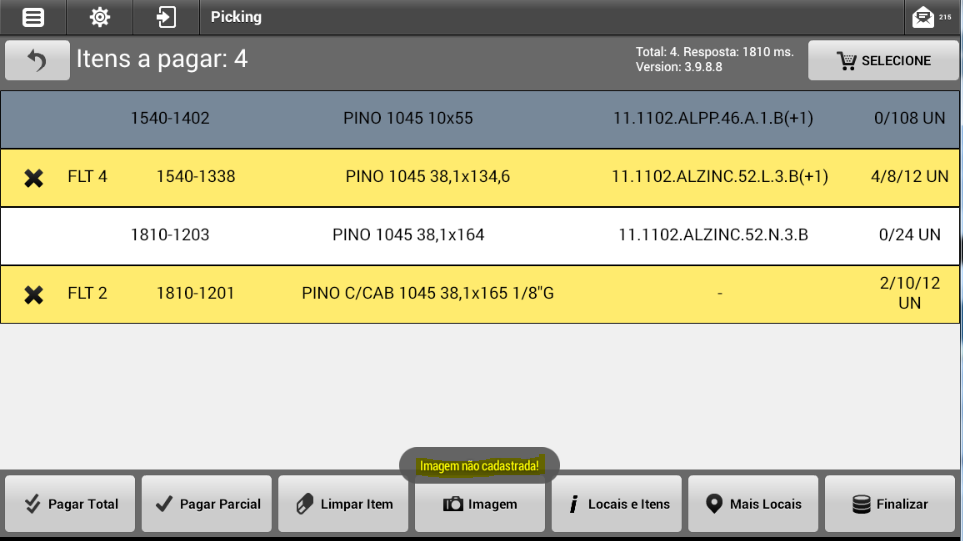 Picking
215
Itens a pagar: 4
Total: 4. Resposta: 1810 ms.
Version: 3.9.8.8
SELECIONE
1540-1402 PINO 1045 10x55 11.1102.ALPP.46.A.1.B(+1) 0/108 UN
FLT 4 1540-1338 PINO 1045 38,1x134,6 11.1102.ALZINC.52.L.3.B(+1) 4/8/12 UN
1810-1203 PINO 1045 38,1x164 11.1102.ALZINC.52.N.3.B 0/24 UN
FLT 2 1810-1201 PINO C/CAB 1045 38,1x165 1/8"G - 2/10/12
UN
Imagem não cadastrada!
Pagar Total Pagar Parcial Limpar Item Imagem Locais e Itens Mais Locais Finalizar